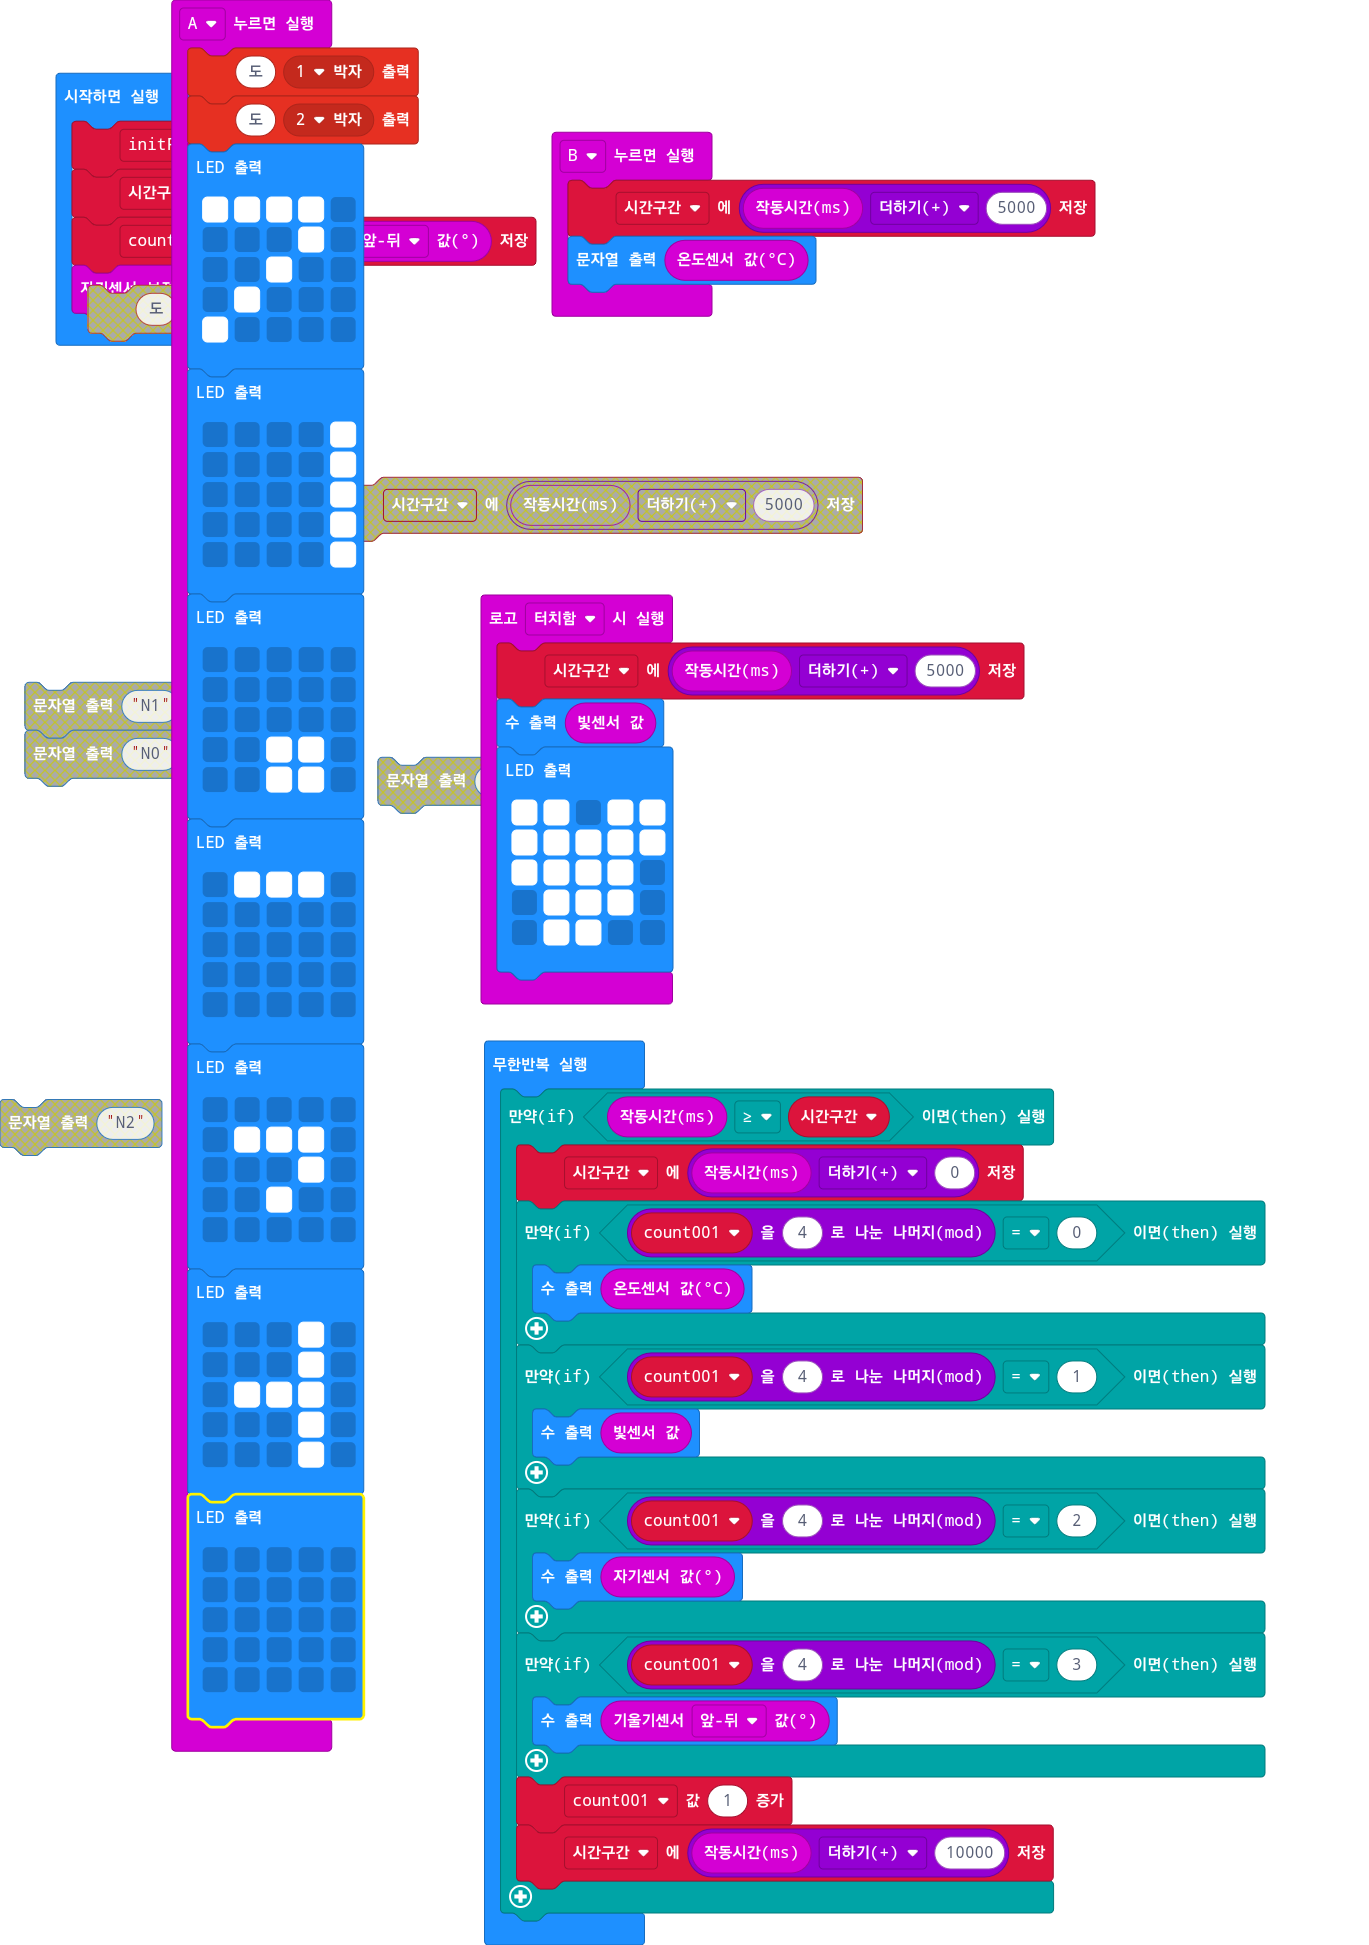 A 누르면 실행
도 1 박자 출력
도 2 박자 출력
LED 출력
LED 출력
LED 출력
LED 출력
LED 출력
LED 출력
LED 출력
시작하면 실행
count
앞-뒤 값(°) 저장
도
B 누르면 실행
시간구간 에 작동시간(ms) 더하기(+) 5000 저장
문자열 출력 온도센서 값(°C)
시간구간 에 작동시간(ms) 더하기(+) 5000 저장
문자열 출력 "N1"
문자열 출력 "N0"
문자열 출력
문자열 출력 "N2"
로고 터치함 시 실행
시간구간 에 작동시간(ms) 더하기(+) 5000 저장
수 출력 빛센서 값
LED 출력
무한반복 실행
만약(if) 작동시간(ms) ≥ 시간구간 이면(then) 실행
시간구간 에 작동시간(ms) 더하기(+) 0 저장
만약(if) count001 을 4 로 나눈 나머지(mod) = 0 이면(then) 실행
수 출력 온도센서 값(°C)
만약(if) count001 을 4 로 나눈 나머지(mod) = 1 이면(then) 실행
수 출력 빛센서 값
만약(if) count001 을 4 로 나눈 나머지(mod) = 2 이면(then) 실행
수 출력 자기센서 값(°)
만약(if) count001 을 4 로 나눈 나머지(mod) = 3 이면(then) 실행
수 출력 기울기센서 앞-뒤 값(°)
count001 값 1 증가
시간구간 에 작동시간(ms) 더하기(+) 10000 저장